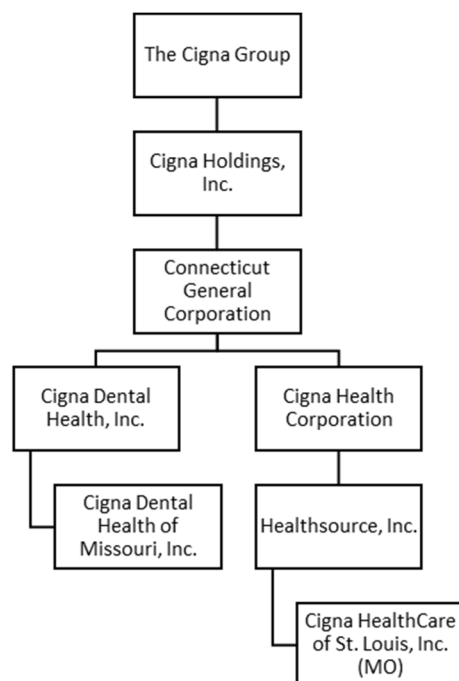 The Cigna Group
Cigna Holdings,
Inc.
Connecticut
General
Corporation
Cigna Dental
Health, Inc.
Cigna Health
Corporation
Cigna Dental
Health of
Missouri, Inc.
Healthsource, Inc.
Cigna HealthCare
of St. Louis, Inc.
(MO)